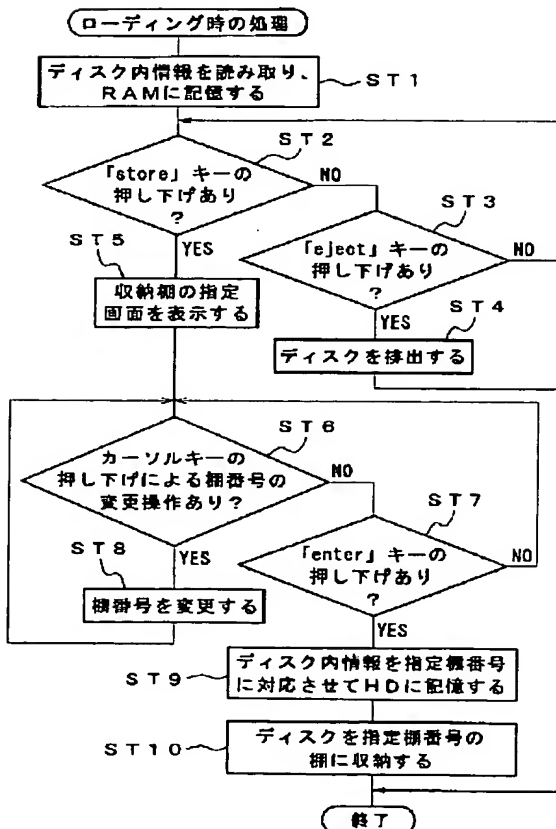 ローディング時の処理
ディスク内情報を読み取り、
RAMに記憶する
ST1
ST2
「store」キーの
押し下げあり
?
NO
YES
ST3
「eject」キーの
押し下げあり
?
NO
YES
ST5
収納棚の指定
画面を表示する
ST4
ディスクを排出する
ST6
カーソルキーの
押し下げによる棚番号の
変更操作あり?
NO
YES
ST7
「enter」キーの
押し下げあり
?
NO
YES
ST8
棚番号を変更する
ST9
ディスク内情報を指定棚番号
に対応させてHDに記憶する
ST10
ディスクを指定棚番号の
棚に収納する
終了